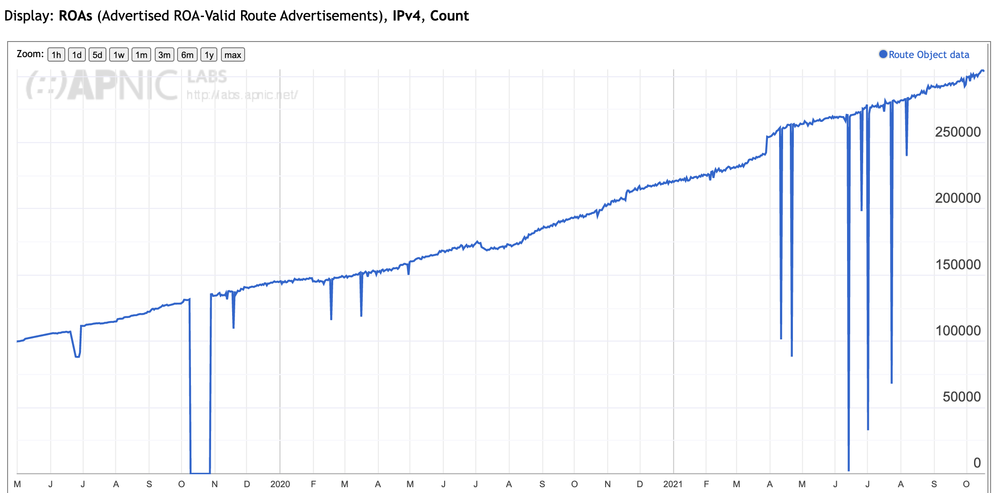 Display: ROAs (Advertised ROA-Valid Route Advertisements), IPv4, Count
Zoom: 1h 1d 5d 1w 1m 3m 6m 1y max
Route Object data
(::)APNIC LABS
http://labs.apnic.net/
250000
200000
150000
100000
50000
0
M J J A S O N D 2020 F M A M J J A S O N D 2021 F M A M J J A S O